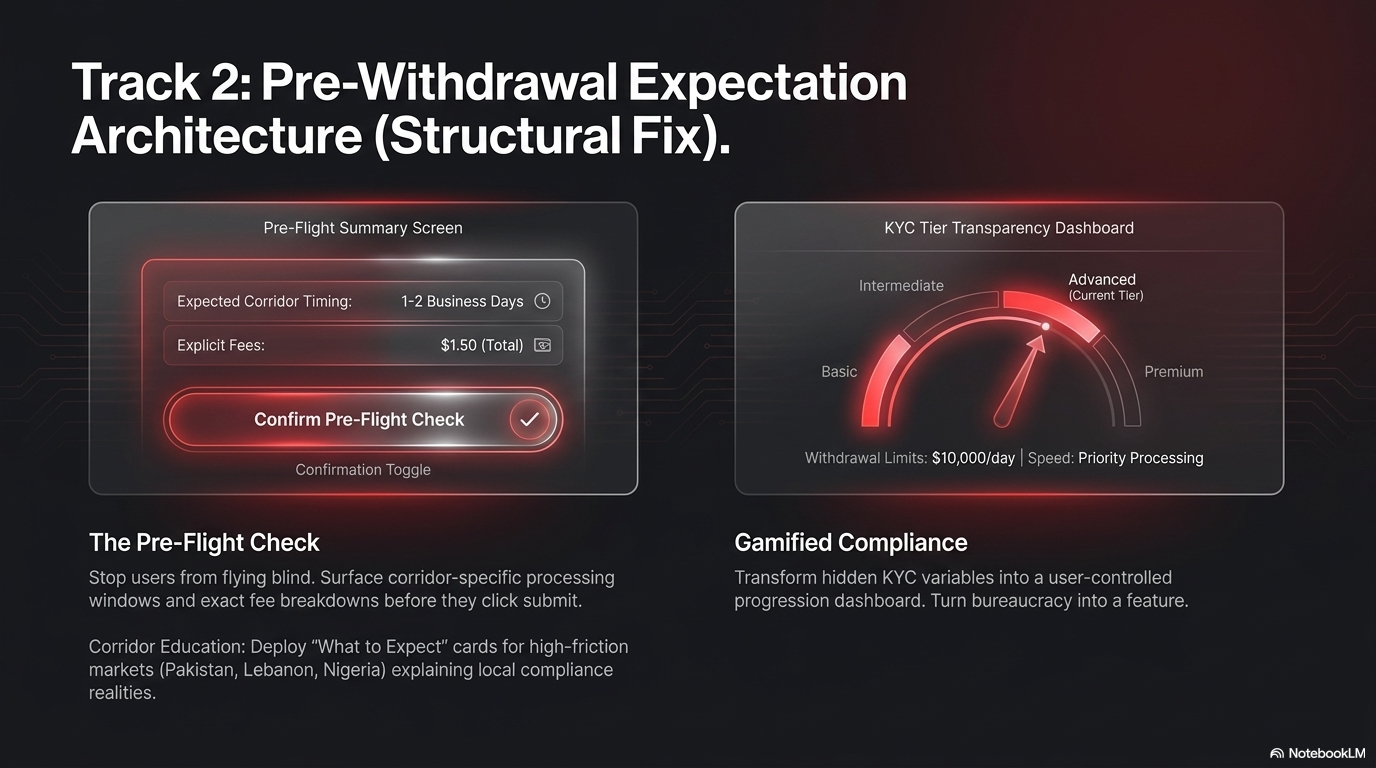 Track 2: Pre-Withdrawal Expectation
Architecture (Structural Fix).
Pre-Flight Summary Screen
Expected Corridor Timing: 1-2 Business Days
Explicit Fees: $1.50 (Total)
Confirm Pre-Flight Check
Confirmation Toggle
The Pre-Flight Check
Stop users from flying blind. Surface corridor-specific processing
windows and exact fee breakdowns before they click submit.
Corridor Education: Deploy “What to Expect” cards for high-friction
markets (Pakistan, Lebanon, Nigeria) explaining local compliance
realities.
KYC Tier Transparency Dashboard
Intermediate
Advanced
(Current Tier)
Basic
Premium
Withdrawal Limits: $10,000/day | Speed: Priority Processing
Gamified Compliance
Transform hidden KYC variables into a user-controlled
progression dashboard. Turn bureaucracy into a feature.
NotebookLM